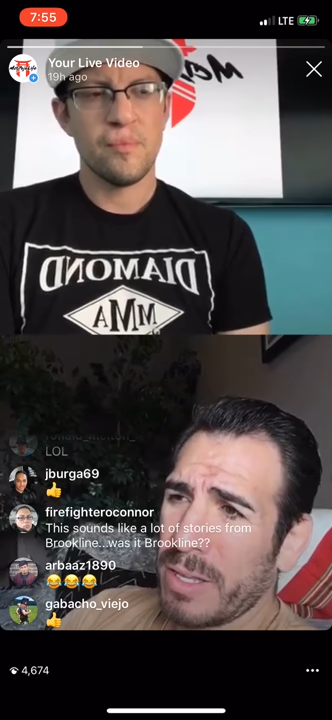 7:55
LTE
Your Live Video
19h ago
DIAMOND
MMA
LOL
jburga69
👍
firefighteroconnor
This sounds like a lot of stories from
Brookline...was it Brookline??
arbaaz1890
😂😂😂
gabacho_viejo
👍
4,674